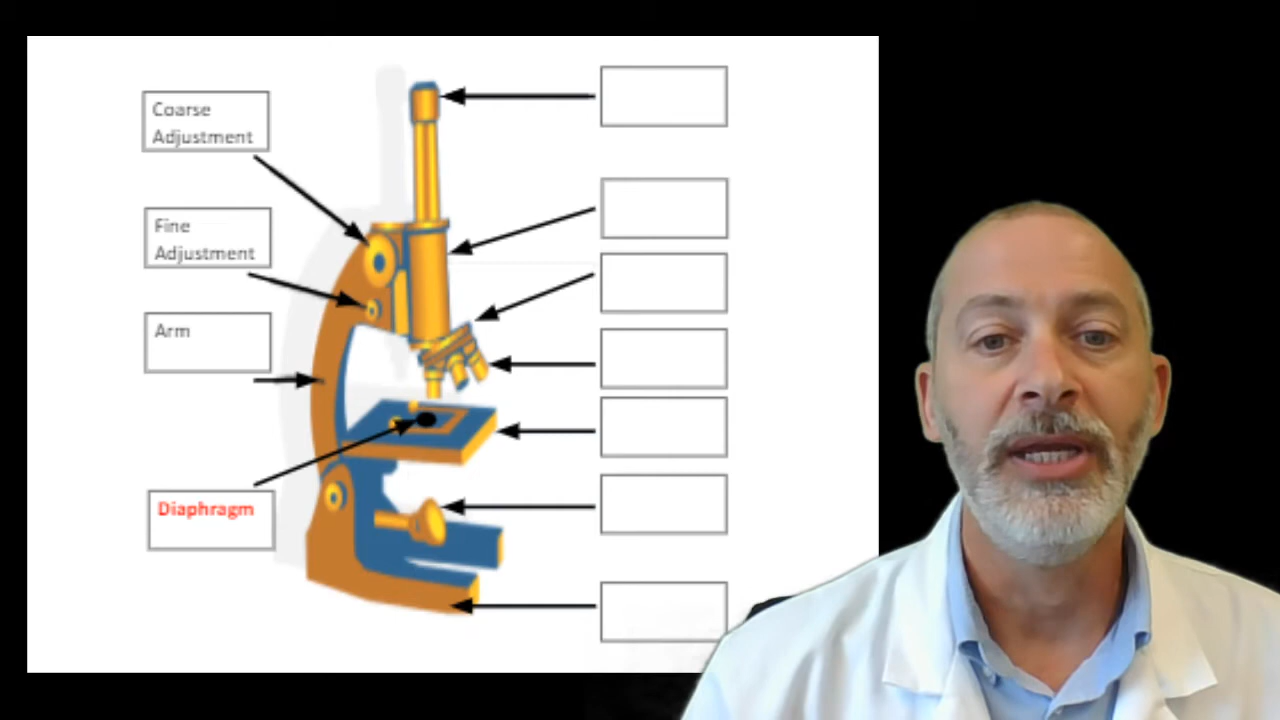 Coarse
Adjustment
Fine
Adjustment
Arm
Diaphragm